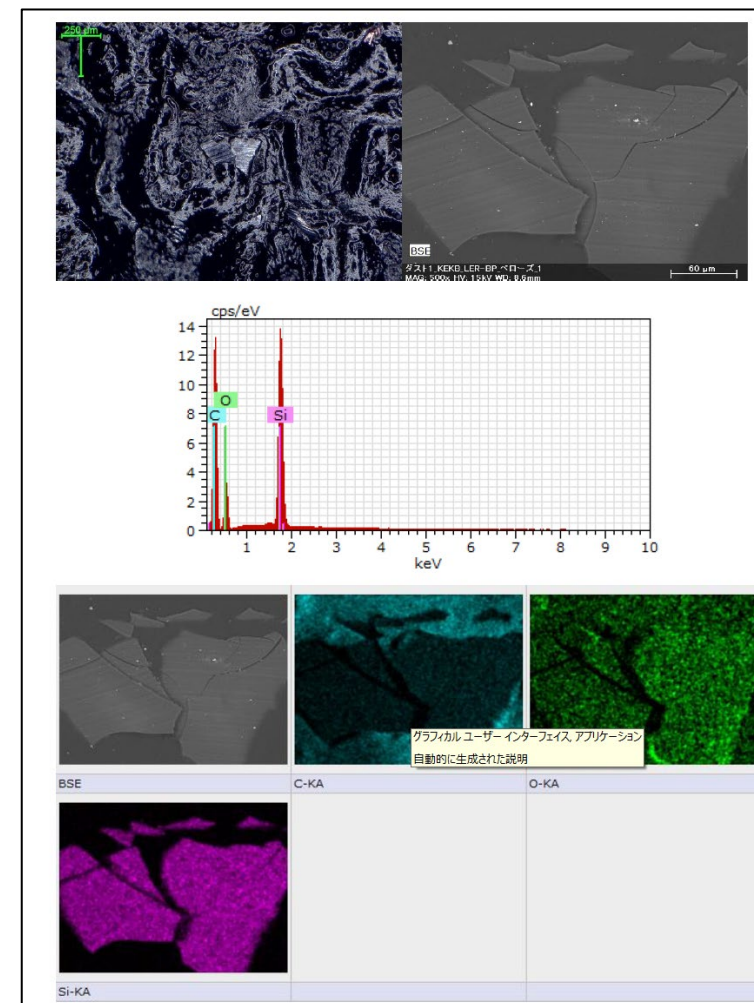 250 µm
BSE
ダスト1_KEKB_LER-BP_ベローズ_1
MAG: 500x HV: 15kV WD: 8.6mm
60 µm
cps/eV
14
12
10
8
6
4
2
0
C
O
Si
1 2 3 4 5 6 7 8 9 10
keV
グラフィカル ユーザー インターフェイス, アプリケーション
自動的に生成された説明
BSE
C-KA
O-KA
Si-KA